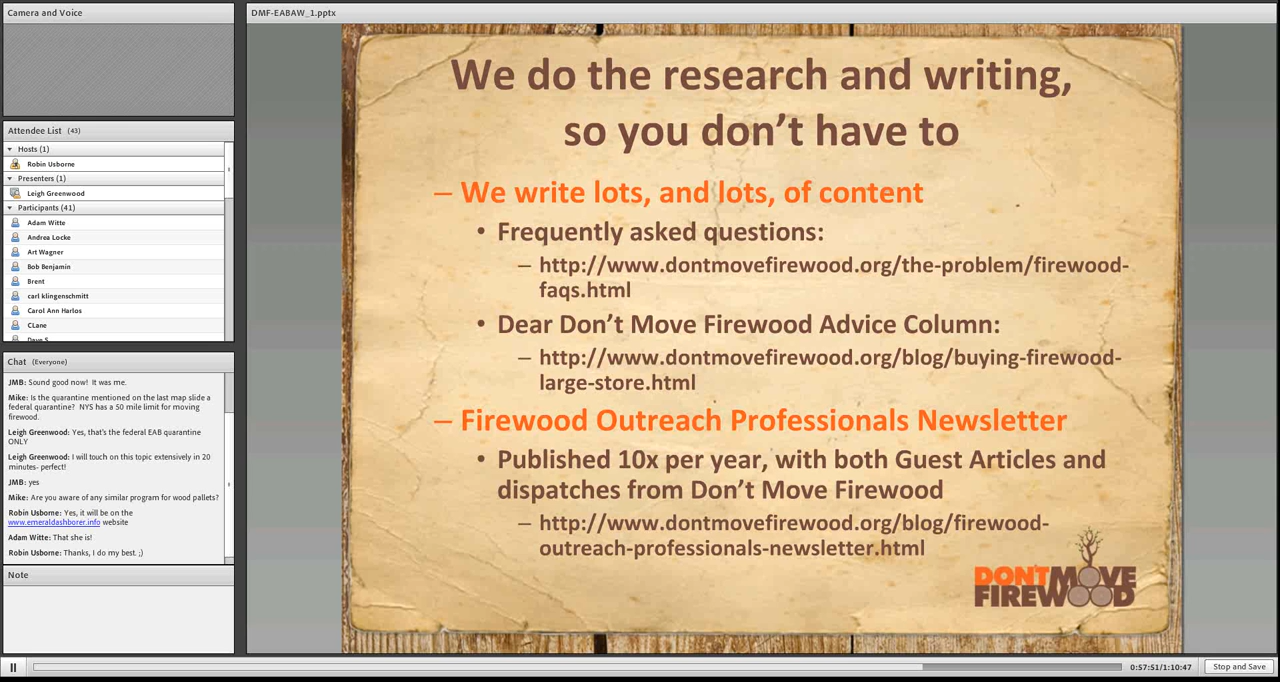 Camera and Voice
Attendee List (43)
Hosts (1)
Robin Usborne
Presenters (1)
Leigh Greenwood
Participants (41)
Adam Witte
Andrea Locke
Art Wagner
Bob Benjamin
Brent
carl klingenschmitt
Carol Ann Harlos
CLane
Dave S
Chat (Everyone)
JMB: Sound good now! It was me.
Mike: Is the quarantine mentioned on the last map slide a
federal quarantine? NYS has a 50 mile limit for moving
firewood.
Leigh Greenwood: Yes, that's the federal EAB quarantine
ONLY
Leigh Greenwood: I will touch on this topic extensively in 20
minutes- perfect!
JMB: yes
Mike: Are you aware of any similar program for wood pallets?
Robin Usborne: Yes, it will be on the
www.emeraldashborer.info website
Adam Witte: That she is!
Robin Usborne: Thanks, I do my best. ;)
Note
DMF-EABAW_1.pptx
We do the research and writing,
so you don't have to
– We write lots, and lots, of content
• Frequently asked questions:
– http://www.dontmovefirewood.org/the-problem/firewood-
faqs.html
• Dear Don't Move Firewood Advice Column:
– http://www.dontmovefirewood.org/blog/buying-firewood-
large-store.html
– Firewood Outreach Professionals Newsletter
• Published 10x per year, with both Guest Articles and
dispatches from Don't Move Firewood
– http://www.dontmovefirewood.org/blog/firewood-
outreach-professionals-newsletter.html
DON'T MOVE
FIREWOOD
0:57:51/1:10:47
Stop and Save